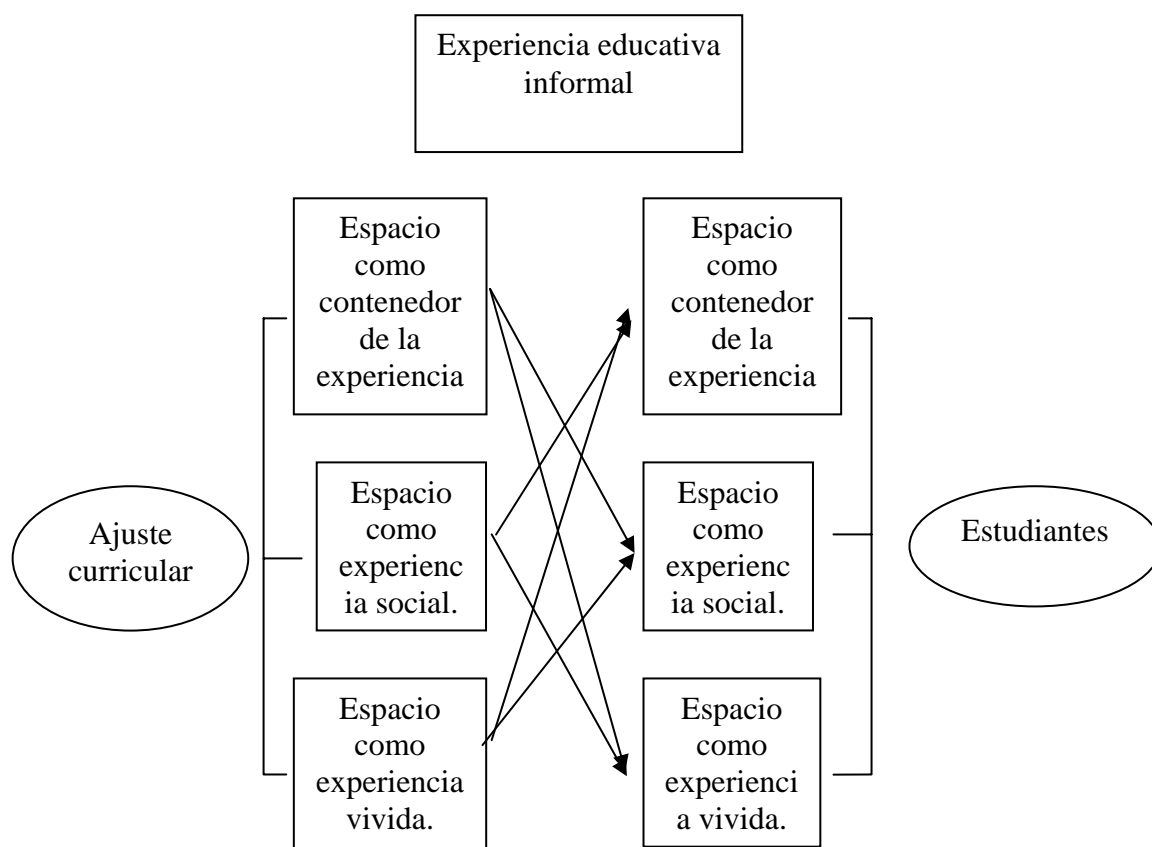 Experiencia educativa
informal
Espacio
como
contenedor
de la
experiencia
Espacio
como
contenedor
de la
experiencia
Ajuste
curricular
Espacio
como
experienc
ia social.
Espacio
como
experienc
ia social.
Estudiantes
Espacio
como
experiencia
vivida.
Espacio
como
experienci
a vivida.